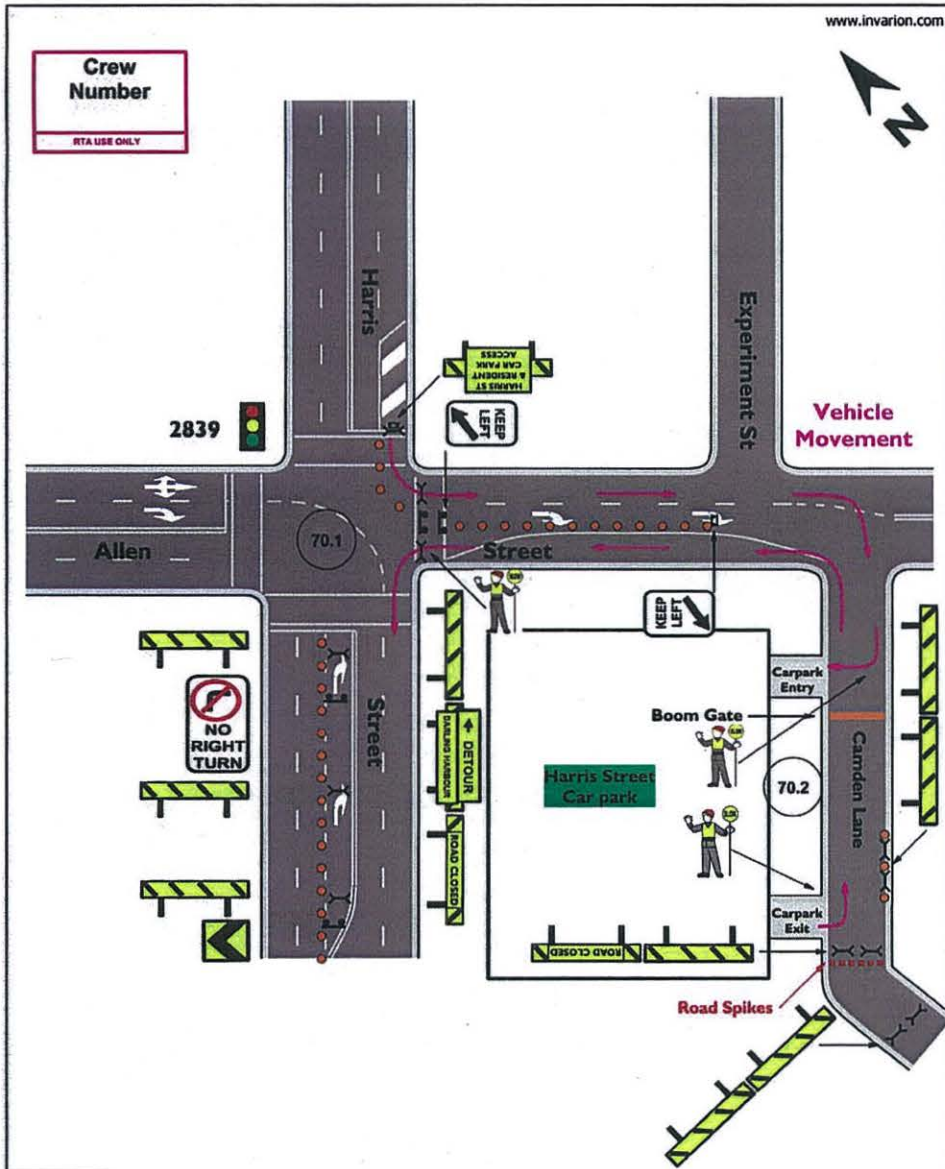 www.invarion.com
Crew
Number
RTA USE ONLY
N
Harris
HARRIS ST
& RESIDENT
CAR PARK
ACCESS
Experiment St
KEEP
LEFT
2839
Vehicle
Movement
70.1
Allen
Street
KEEP
LEFT
Carpark
Entry
NO
RIGHT
TURN
Street
DETOUR
DARLING HARBOUR
ROAD CLOSED
Boom Gate
Harris Street
Car park
70.2
Camden Lane
Carpark
Exit
ROAD CLOSED
Road Spikes